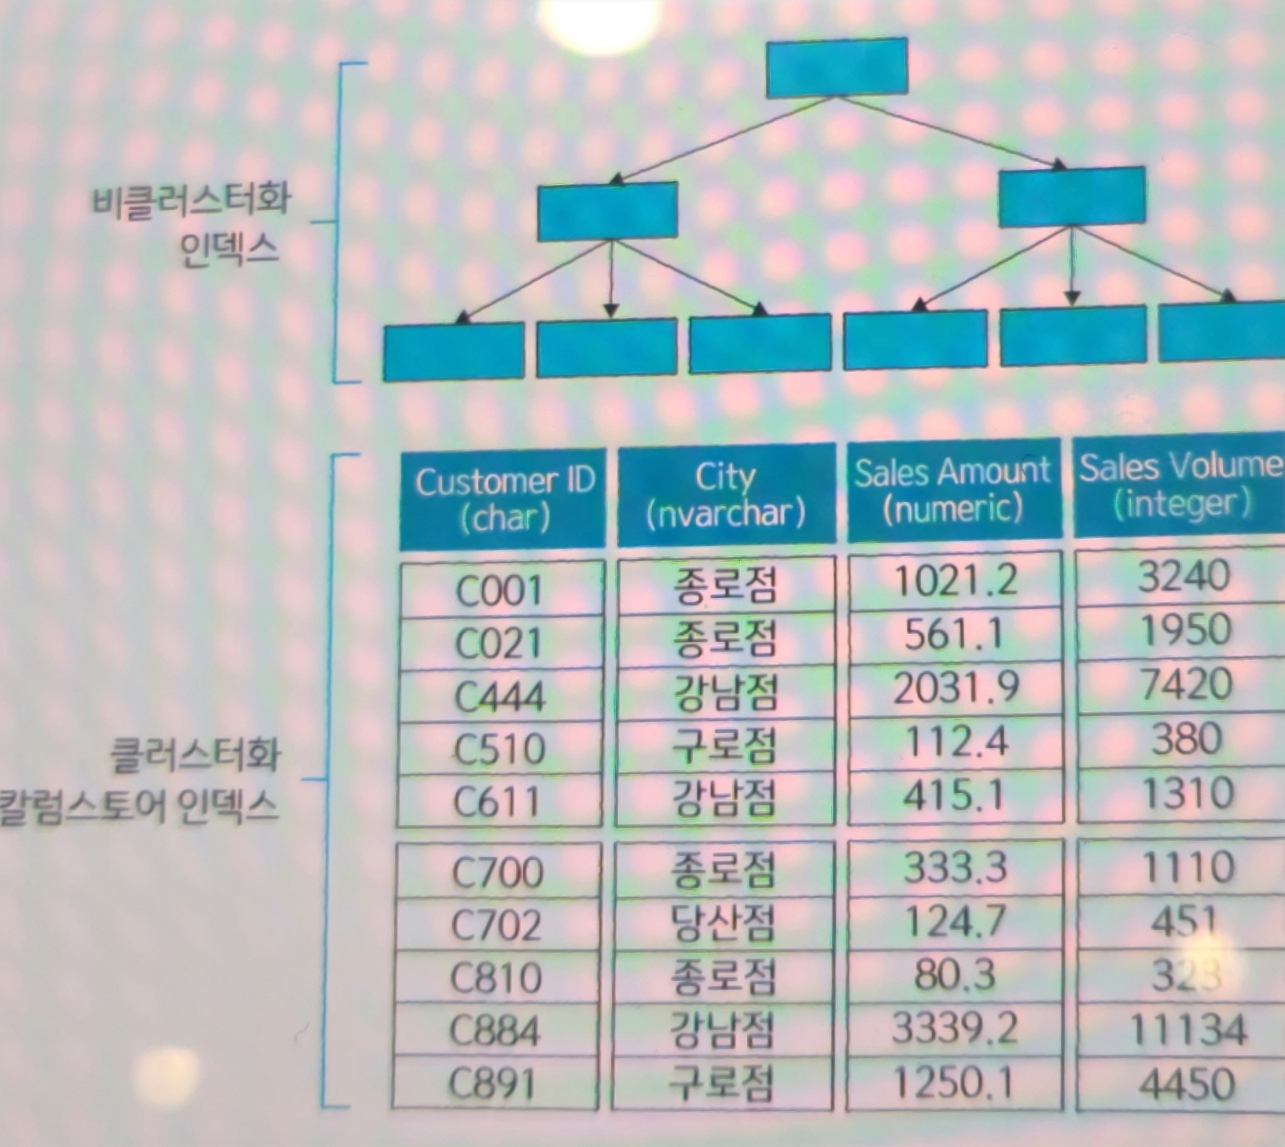 비클러스터화
인덱스
Customer ID
(char)
City
(nvarchar)
Sales Amount
(numeric)
Sales Volume
(integer)
C001 종로점 1021.2 3240
C021 종로점 561.1 1950
C444 강남점 2031.9 7420
C510 구로점 112.4 380
C611 강남점 415.1 1310
클러스터화
칼럼스토어 인덱스
C700 종로점 333.3 1110
C702 당산점 124.7 451
C810 종로점 80.3 323
C884 강남점 3339.2 11134
C891 구로점 1250.1 4450